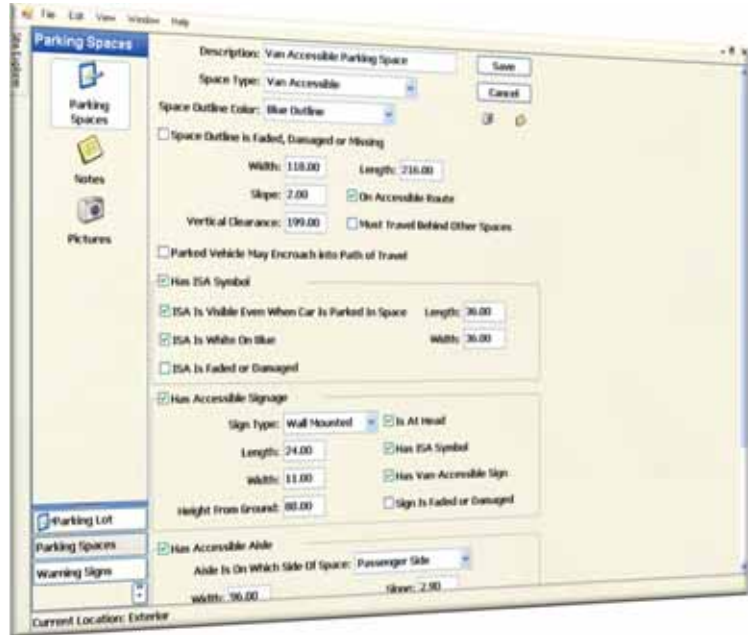 File Edit View Window Help
Site Explorer
Parking Spaces
Parking
Spaces
Notes
Pictures
Parking Lot
Parking Spaces
Warning Signs
Description: Van Accessible Parking Space
Save
Space Type: Van Accessible
Cancel
Space Outline Color: Blue Outline
Space Outline is Faded, Damaged or Missing
Width: 118.00 Length: 216.00
Slope: 2.00 On Accessible Route
Vertical Clearance: 199.00 Must Travel Behind Other Spaces
Parked Vehicle May Encroach into Path of Travel
Has ISA Symbol
ISA Is Visible Even When Car Is Parked in Space Length: 36.00
ISA Is White On Blue Width: 36.00
ISA Is Faded or Damaged
Has Accessible Signage
Sign Type: Wall Mounted Is At Head
Length: 24.00 Has ISA Symbol
Width: 11.00 Has Van-Accessible Sign
Height From Ground: 80.00 Sign Is Faded or Damaged
Has Accessible Aisle
Aisle Is On Which Side Of Space: Passenger Side
Width: 96.00 Slope: 2.90
Current Location: Exterior